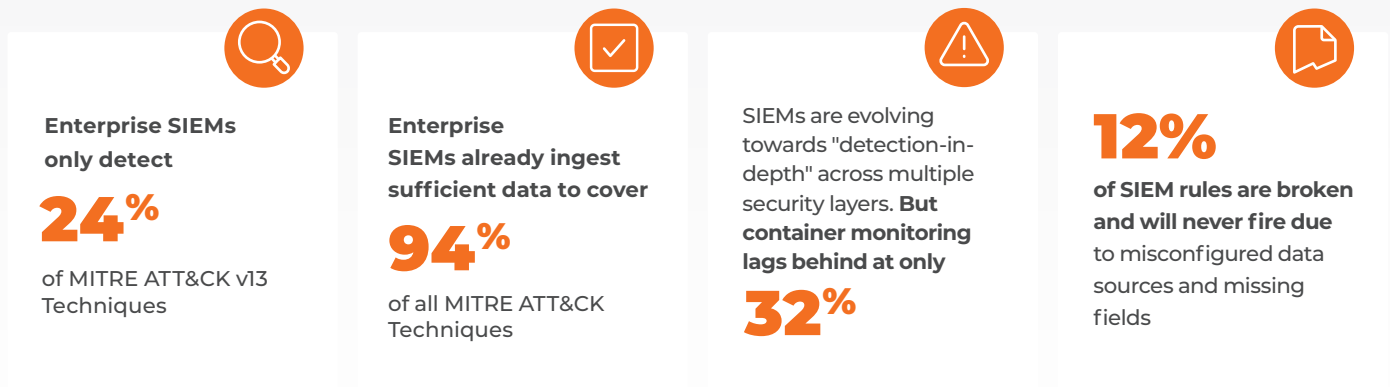 Enterprise SIEMs
only detect
24%
of MITRE ATT&CK v13
Techniques
Enterprise
SIEMs already ingest
sufficient data to cover
94%
of all MITRE ATT&CK
Techniques
SIEMs are evolving
towards "detection-in-
depth" across multiple
security layers. But
container monitoring
lags behind at only
32%
12%
of SIEM rules are broken
and will never fire due
to misconfigured data
sources and missing
fields